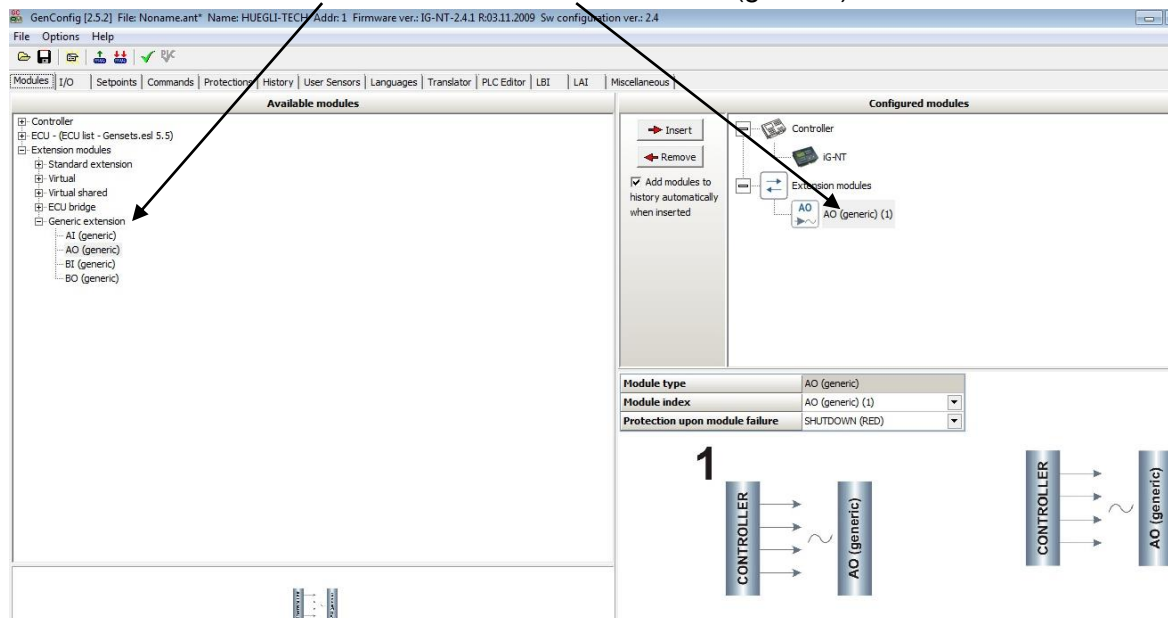 GenConfig [2.5.2] File: Noname.ant* Name: HUEGLI-TECH Addr: 1 Firmware ver.: IG-NT-2.4.1 R:03.11.2009 Sw configuration ver.: 2.4
File Options Help
Modules I/O Setpoints Commands Protections History User Sensors Languages Translator PLC Editor LBI LAI Miscellaneous
Available modules
Controller
ECU - (ECU list - Gensets.esl 5.5)
Extension modules
Standard extension
Virtual
Virtual shared
ECU bridge
Generic extension
AI (generic)
AO (generic)
BI (generic)
BO (generic)
Configured modules
Insert
Remove
Add modules to
history automatically
when inserted
Controller
iG-NT
Extension modules
AO
AO (generic) (1)
Module type AO (generic)
Module index AO (generic) (1)
Protection upon module failure SHUTDOWN (RED)
1
CONTROLLER
AO (generic)
CONTROLLER
AO (generic)